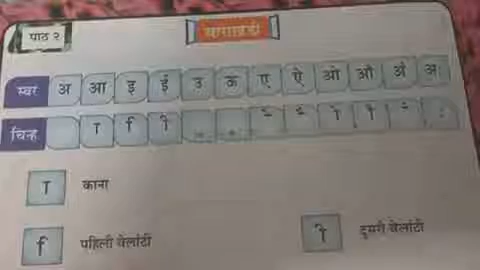 पाठ २
बाराखडी
स्वर अ आ इ ई उ ऊ ए ऐ ओ औ अं अः
चिन्ह ा ि ी ु ू े ै ो ौ ं ः
ा काना
ि पहिली वेलांटी ी दुसरी वेलांटी